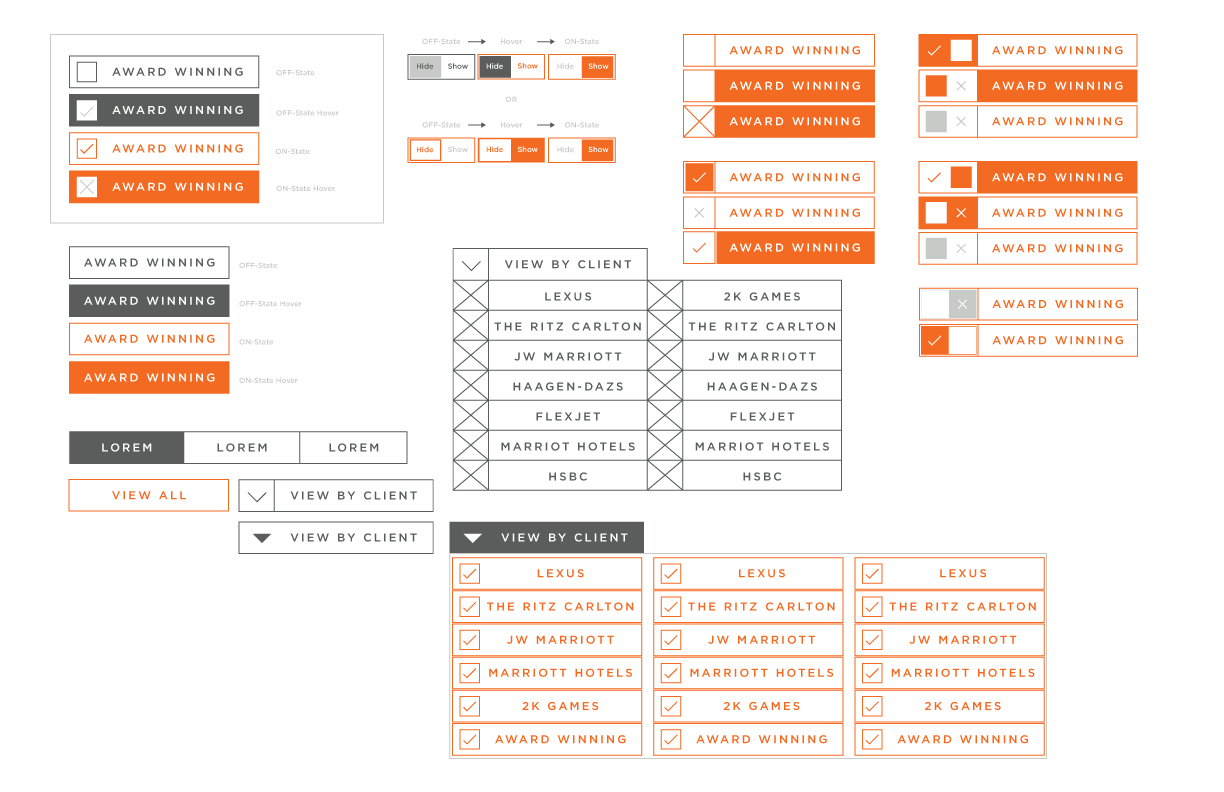 AWARD WINNING OFF-State
AWARD WINNING OFF-State Hover
AWARD WINNING ON-State
AWARD WINNING ON-State Hover
OFF-State Hover ON-State
Hide Show Hide Show Hide Show
OR
OFF-State Hover ON-State
Hide Show Hide Show Hide Show
AWARD WINNING
AWARD WINNING
AWARD WINNING
AWARD WINNING
AWARD WINNING
AWARD WINNING
AWARD WINNING
AWARD WINNING
AWARD WINNING
AWARD WINNING
AWARD WINNING
AWARD WINNING
AWARD WINNING
AWARD WINNING
AWARD WINNING OFF-State
AWARD WINNING OFF-State Hover
AWARD WINNING ON-State
AWARD WINNING ON-State Hover
LOREM LOREM LOREM
VIEW ALL VIEW BY CLIENT
VIEW BY CLIENT
VIEW BY CLIENT
LEXUS 2K GAMES
THE RITZ CARLTON THE RITZ CARLTON
JW MARRIOTT JW MARRIOTT
HAAGEN-DAZS HAAGEN-DAZS
FLEXJET FLEXJET
MARRIOT HOTELS MARRIOT HOTELS
HSBC HSBC
VIEW BY CLIENT
LEXUS LEXUS LEXUS
THE RITZ CARLTON THE RITZ CARLTON THE RITZ CARLTON
JW MARRIOTT JW MARRIOTT JW MARRIOTT
MARRIOTT HOTELS MARRIOTT HOTELS MARRIOTT HOTELS
2K GAMES 2K GAMES 2K GAMES
AWARD WINNING AWARD WINNING AWARD WINNING